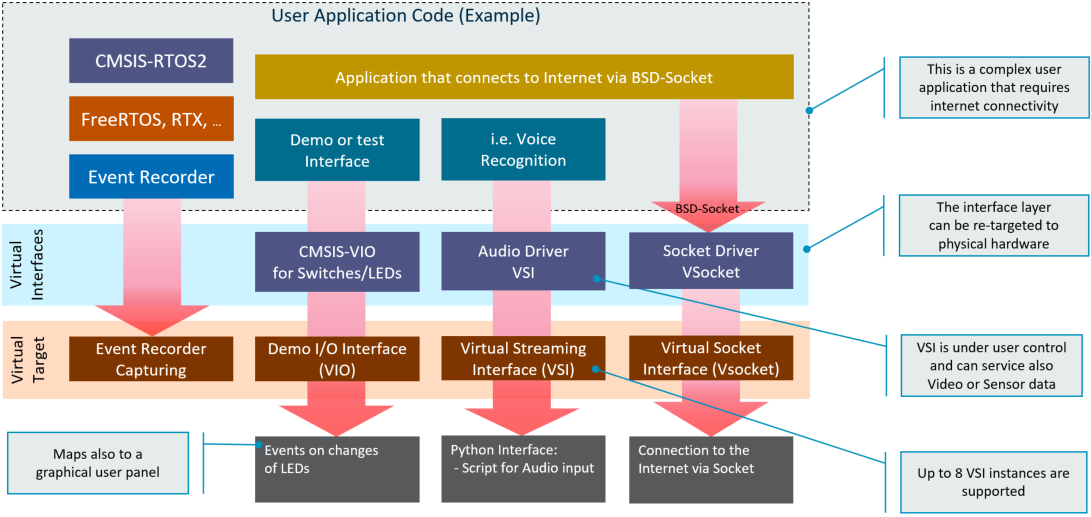 User Application Code (Example)
CMSIS-RTOS2
FreeRTOS, RTX, ...
Event Recorder
Application that connects to Internet via BSD-Socket
Demo or test
Interface
i.e. Voice
Recognition
BSD-Socket
This is a complex user
application that requires
internet connectivity
Virtual
Interfaces
CMSIS-VIO
for Switches/LEDs
Audio Driver
VSI
Socket Driver
VSocket
The interface layer
can be re-targeted to
physical hardware
Virtual
Target
Event Recorder
Capturing
Demo I/O Interface
(VIO)
Virtual Streaming
Interface (VSI)
Virtual Socket
Interface (Vsocket)
VSI is under user control
and can service also
Video or Sensor data
Maps also to a
graphical user panel
Events on changes
of LEDs
Python Interface:
- Script for Audio input
Connection to the
Internet via Socket
Up to 8 VSI instances are
supported